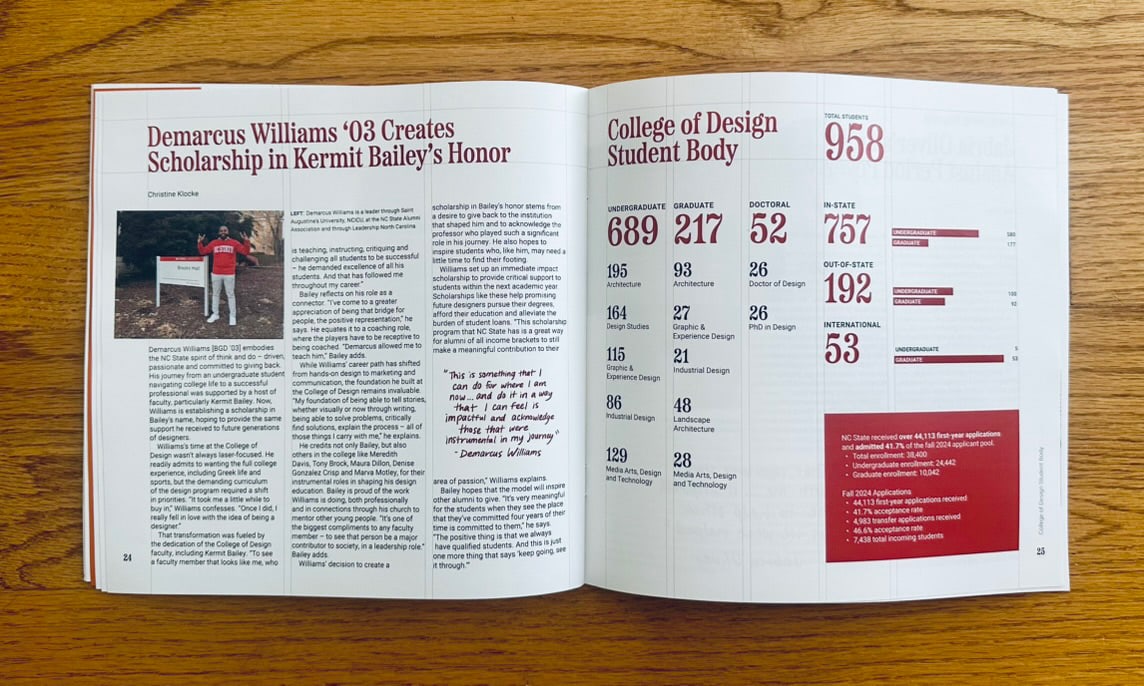 Demarcus Williams ‘03 Creates
Scholarship in Kermit Bailey’s Honor
Christine Klocke
Brooks Hall
LEFT: Demarcus Williams is a leader through Saint
Augustine's University, NCICU, at the NC State Alumni
Association and through Leadership North Carolina
Demarcus Williams [BGD '03] embodies
the NC State spirit of think and do – driven,
passionate and committed to giving back.
His journey from an undergraduate student
navigating college life to a successful
professional was supported by a host of
faculty, particularly Kermit Bailey. Now,
Williams is establishing a scholarship in
Bailey's name, hoping to provide the same
support he received to future generations
of designers.
Williams's time at the College of
Design wasn't always laser-focused. He
readily admits to wanting the full college
experience, including Greek life and
sports, but the demanding curriculum
of the design program required a shift
in priorities. "It took me a little while to
buy in," Williams confesses. "Once I did, I
really fell in love with the idea of being a
designer."
That transformation was fueled by
the dedication of the College of Design
faculty, including Kermit Bailey. "To see
a faculty member that looks like me, who
is teaching, instructing, critiquing and
challenging all students to be successful
– he demanded excellence of all his
students. And that has followed me
throughout my career."
Bailey reflects on his role as a
connector. "I've come to a greater
appreciation of being that bridge for
people, the positive representation," he
says. He equates it to a coaching role,
where the players have to be receptive to
being coached. "Demarcus allowed me to
teach him," Bailey adds.
While Williams' career path has shifted
from hands-on design to marketing and
communication, the foundation he built at
the College of Design remains invaluable.
"My foundation of being able to tell stories,
whether visually or now through writing,
being able to solve problems, critically
find solutions, explain the process – all of
those things I carry with me," he explains.
He credits not only Bailey, but also
others in the college like Meredith
Davis, Tony Brock, Maura Dillon, Denise
Gonzalez Crisp and Marva Motley, for their
instrumental roles in shaping his design
education. Bailey is proud of the work
Williams is doing, both professionally
and in connections through his church to
mentor other young people. "It's one of
the biggest compliments to any faculty
member – to see that person be a major
contributor to society, in a leadership role."
Bailey adds.
Williams' decision to create a
scholarship in Bailey's honor stems from
a desire to give back to the institution
that shaped him and to acknowledge the
professor who played such a significant
role in his journey. He also hopes to
inspire students who, like him, may need a
little time to find their footing.
Williams set up an immediate impact
scholarship to provide critical support to
students within the next academic year.
Scholarships like these help promising
future designers pursue their degrees,
afford their education and alleviate the
burden of student loans. "This scholarship
program that NC State has is a great way
for alumni of all income brackets to still
make a meaningful contribution to their
"This is something that I
can do for where I am
now... and do it in a way
that I can feel is
impactful and acknowledge
those that were
instrumental in my journey"
- Demarcus Williams
area of passion," Williams explains.
Bailey hopes that the model will inspire
other alumni to give. "It's very meaningful
for the students when they see the place
that they've committed four years of their
time is committed to them," he says.
"The positive thing is that we always
have qualified students. And this is just
one more thing that says 'keep going, see
it through.'"
24
College of Design
Student Body
TOTAL STUDENTS
958
UNDERGRADUATE
689
195
Architecture
164
Design Studies
115
Graphic &
Experience Design
86
Industrial Design
129
Media Arts, Design
and Technology
GRADUATE
217
93
Architecture
27
Graphic &
Experience Design
21
Industrial Design
48
Landscape
Architecture
28
Media Arts, Design
and Technology
DOCTORAL
52
26
Doctor of Design
26
PhD in Design
IN-STATE
757
UNDERGRADUATE 580
GRADUATE 177
OUT-OF-STATE
192
UNDERGRADUATE 100
GRADUATE 92
INTERNATIONAL
53
UNDERGRADUATE 5
GRADUATE 53
NC State received over 44,113 first-year applications
and admitted 41.7% of the fall 2024 applicant pool.
• Total enrollment: 38,400
• Undergraduate enrollment: 24,442
• Graduate enrollment: 10,042
Fall 2024 Applications
• 44,113 first-year applications received
• 41.7% acceptance rate
• 4,983 transfer applications received
• 46.6% acceptance rate
• 7,438 total incoming students
College of Design Student Body
25